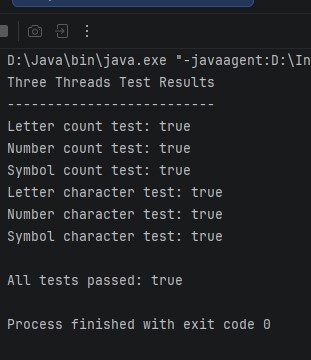 D:\Java\bin\java.exe "-javaagent:D:\In
Three Threads Test Results
--------------------------
Letter count test: true
Number count test: true
Symbol count test: true
Letter character test: true
Number character test: true
Symbol character test: true
All tests passed: true
Process finished with exit code 0